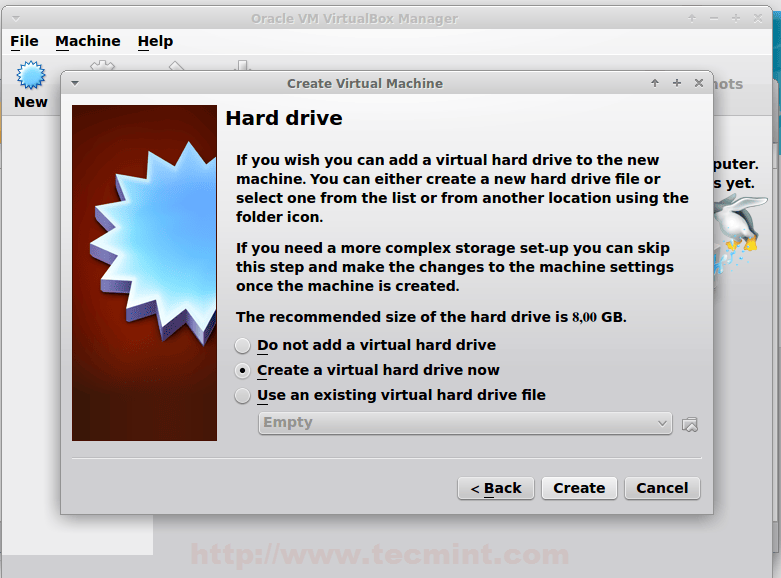 Oracle VM VirtualBox Manager
File Machine Help
New
Create Virtual Machine
Hard drive
If you wish you can add a virtual hard drive to the new
machine. You can either create a new hard drive file or
select one from the list or from another location using the
folder icon.
If you need a more complex storage set-up you can skip
this step and make the changes to the machine settings
once the machine is created.
The recommended size of the hard drive is 8,00 GB.
Do not add a virtual hard drive
Create a virtual hard drive now
Use an existing virtual hard drive file
Empty
< Back Create Cancel
nots
puter.
s yet.
http://www.tecmint.com